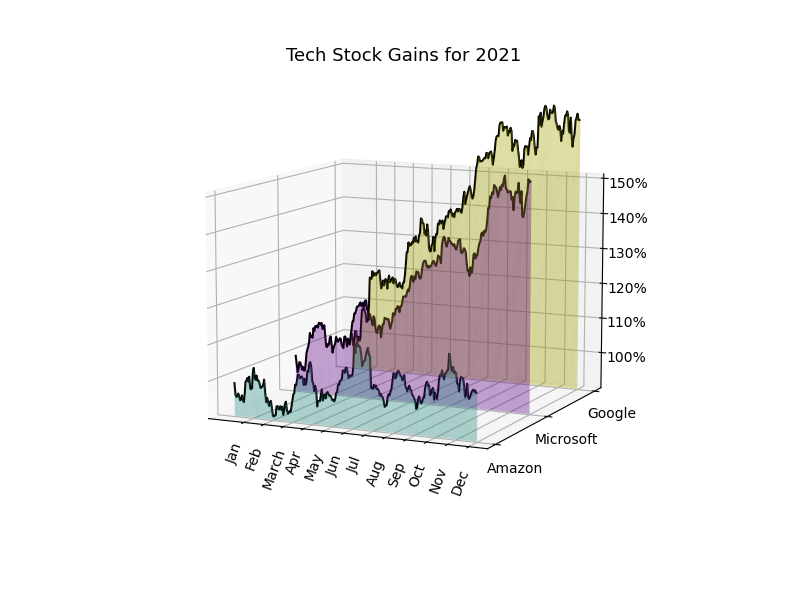 Tech Stock Gains for 2021
150%
140%
130%
120%
110%
100%
Google
Microsoft
Amazon
Jan
Feb
March
Apr
May
Jun
Jul
Aug
Sep
Oct
Nov
Dec